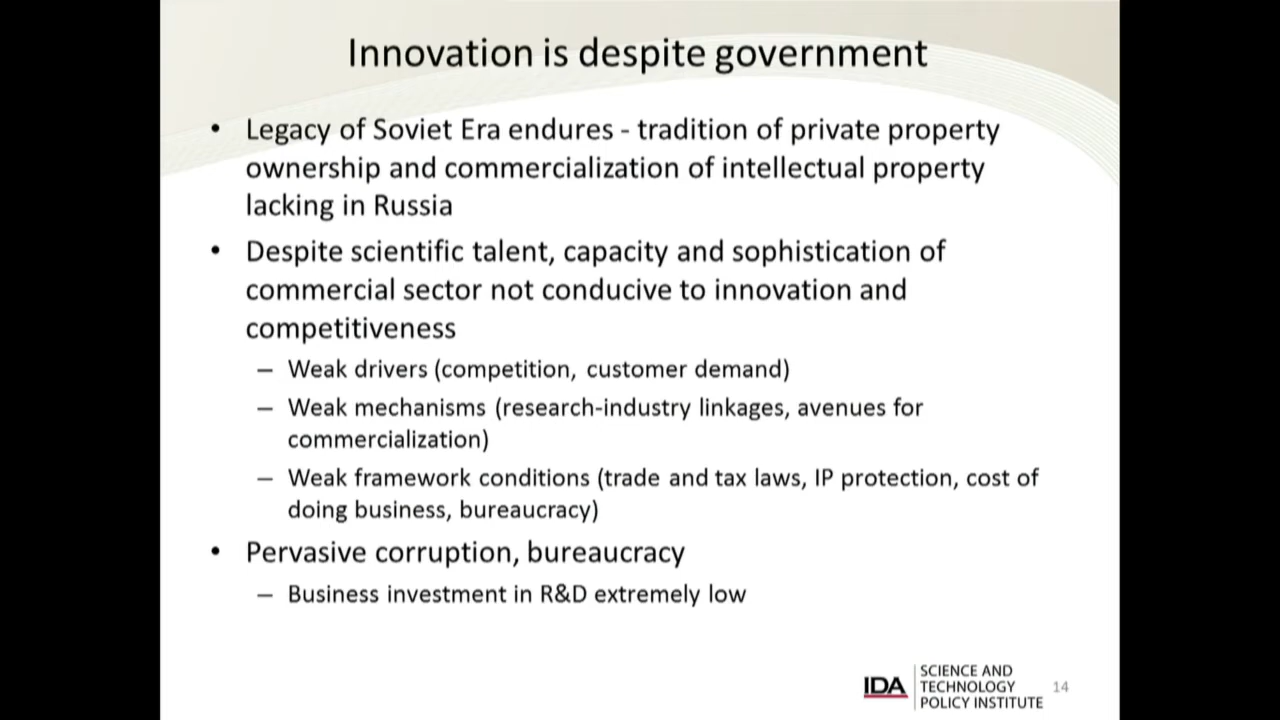 Innovation is despite government
• Legacy of Soviet Era endures - tradition of private property
ownership and commercialization of intellectual property
lacking in Russia
• Despite scientific talent, capacity and sophistication of
commercial sector not conducive to innovation and
competitiveness
– Weak drivers (competition, customer demand)
– Weak mechanisms (research-industry linkages, avenues for
commercialization)
– Weak framework conditions (trade and tax laws, IP protection, cost of
doing business, bureaucracy)
• Pervasive corruption, bureaucracy
– Business investment in R&D extremely low
IDA
SCIENCE AND
TECHNOLOGY
POLICY INSTITUTE
14